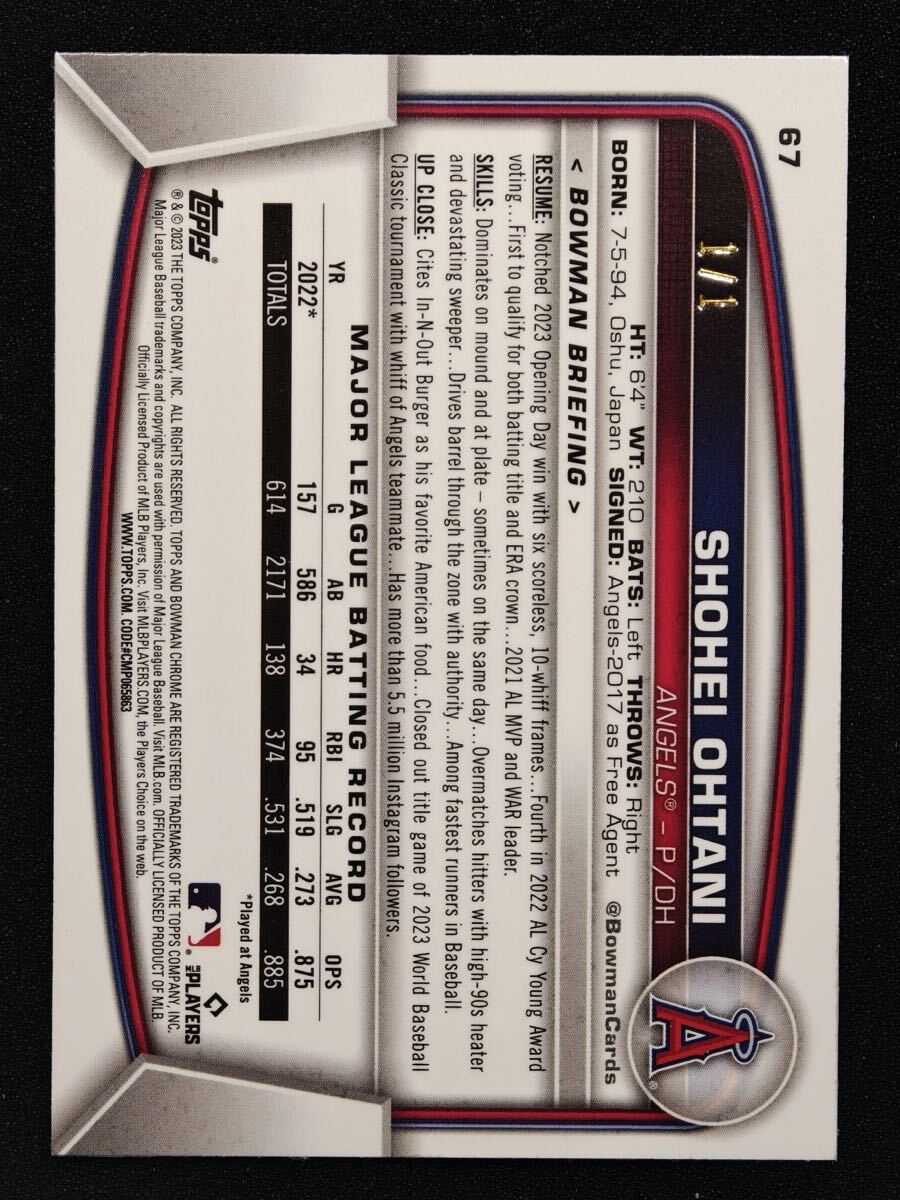 67
1/1
SHOHEI OHTANI
ANGELS® – P/DH
A®
HT: 6'4" WT: 210 BATS: Left THROWS: Right
BORN: 7-5-94, Oshu, Japan SIGNED: Angels-2017 as Free Agent @BowmanCards
< BOWMAN BRIEFING >
RESUME: Notched 2023 Opening Day win with six scoreless, 10-whiff frames...Fourth in 2022 AL Cy Young Award
voting...First to qualify for both batting title and ERA crown...2021 AL MVP and WAR leader.
SKILLS: Dominates on mound and at plate – sometimes on the same day...Overmatches hitters with high-90s heater
and devastating sweeper...Drives barrel through the zone with authority...Among fastest runners in Baseball.
UP CLOSE: Cites In-N-Out Burger as his favorite American food...Closed out title game of 2023 World Baseball
Classic tournament with whiff of Angels teammate...Has more than 5.5 million Instagram followers.
MAJOR LEAGUE BATTING RECORD
YR G AB HR RBI SLG AVG OPS
2022* 157 586 34 95 .519 .273 .875
TOTALS 614 2171 138 374 .531 .268 .885
*Played at Angels
topps®
MLB PLAYERS
® & © 2023 THE TOPPS COMPANY, INC. ALL RIGHTS RESERVED. TOPPS AND BOWMAN CHROME ARE REGISTERED TRADEMARKS OF THE TOPPS COMPANY, INC.
Major League Baseball trademarks and copyrights are used with permission of Major League Baseball. Visit MLB.com. OFFICIALLY LICENSED PRODUCT OF MLB.
Officially Licensed Product of MLB Players, Inc. Visit MLBPLAYERS.COM, the Players Choice on the web.
WWW.TOPPS.COM. CODE#CMP065863